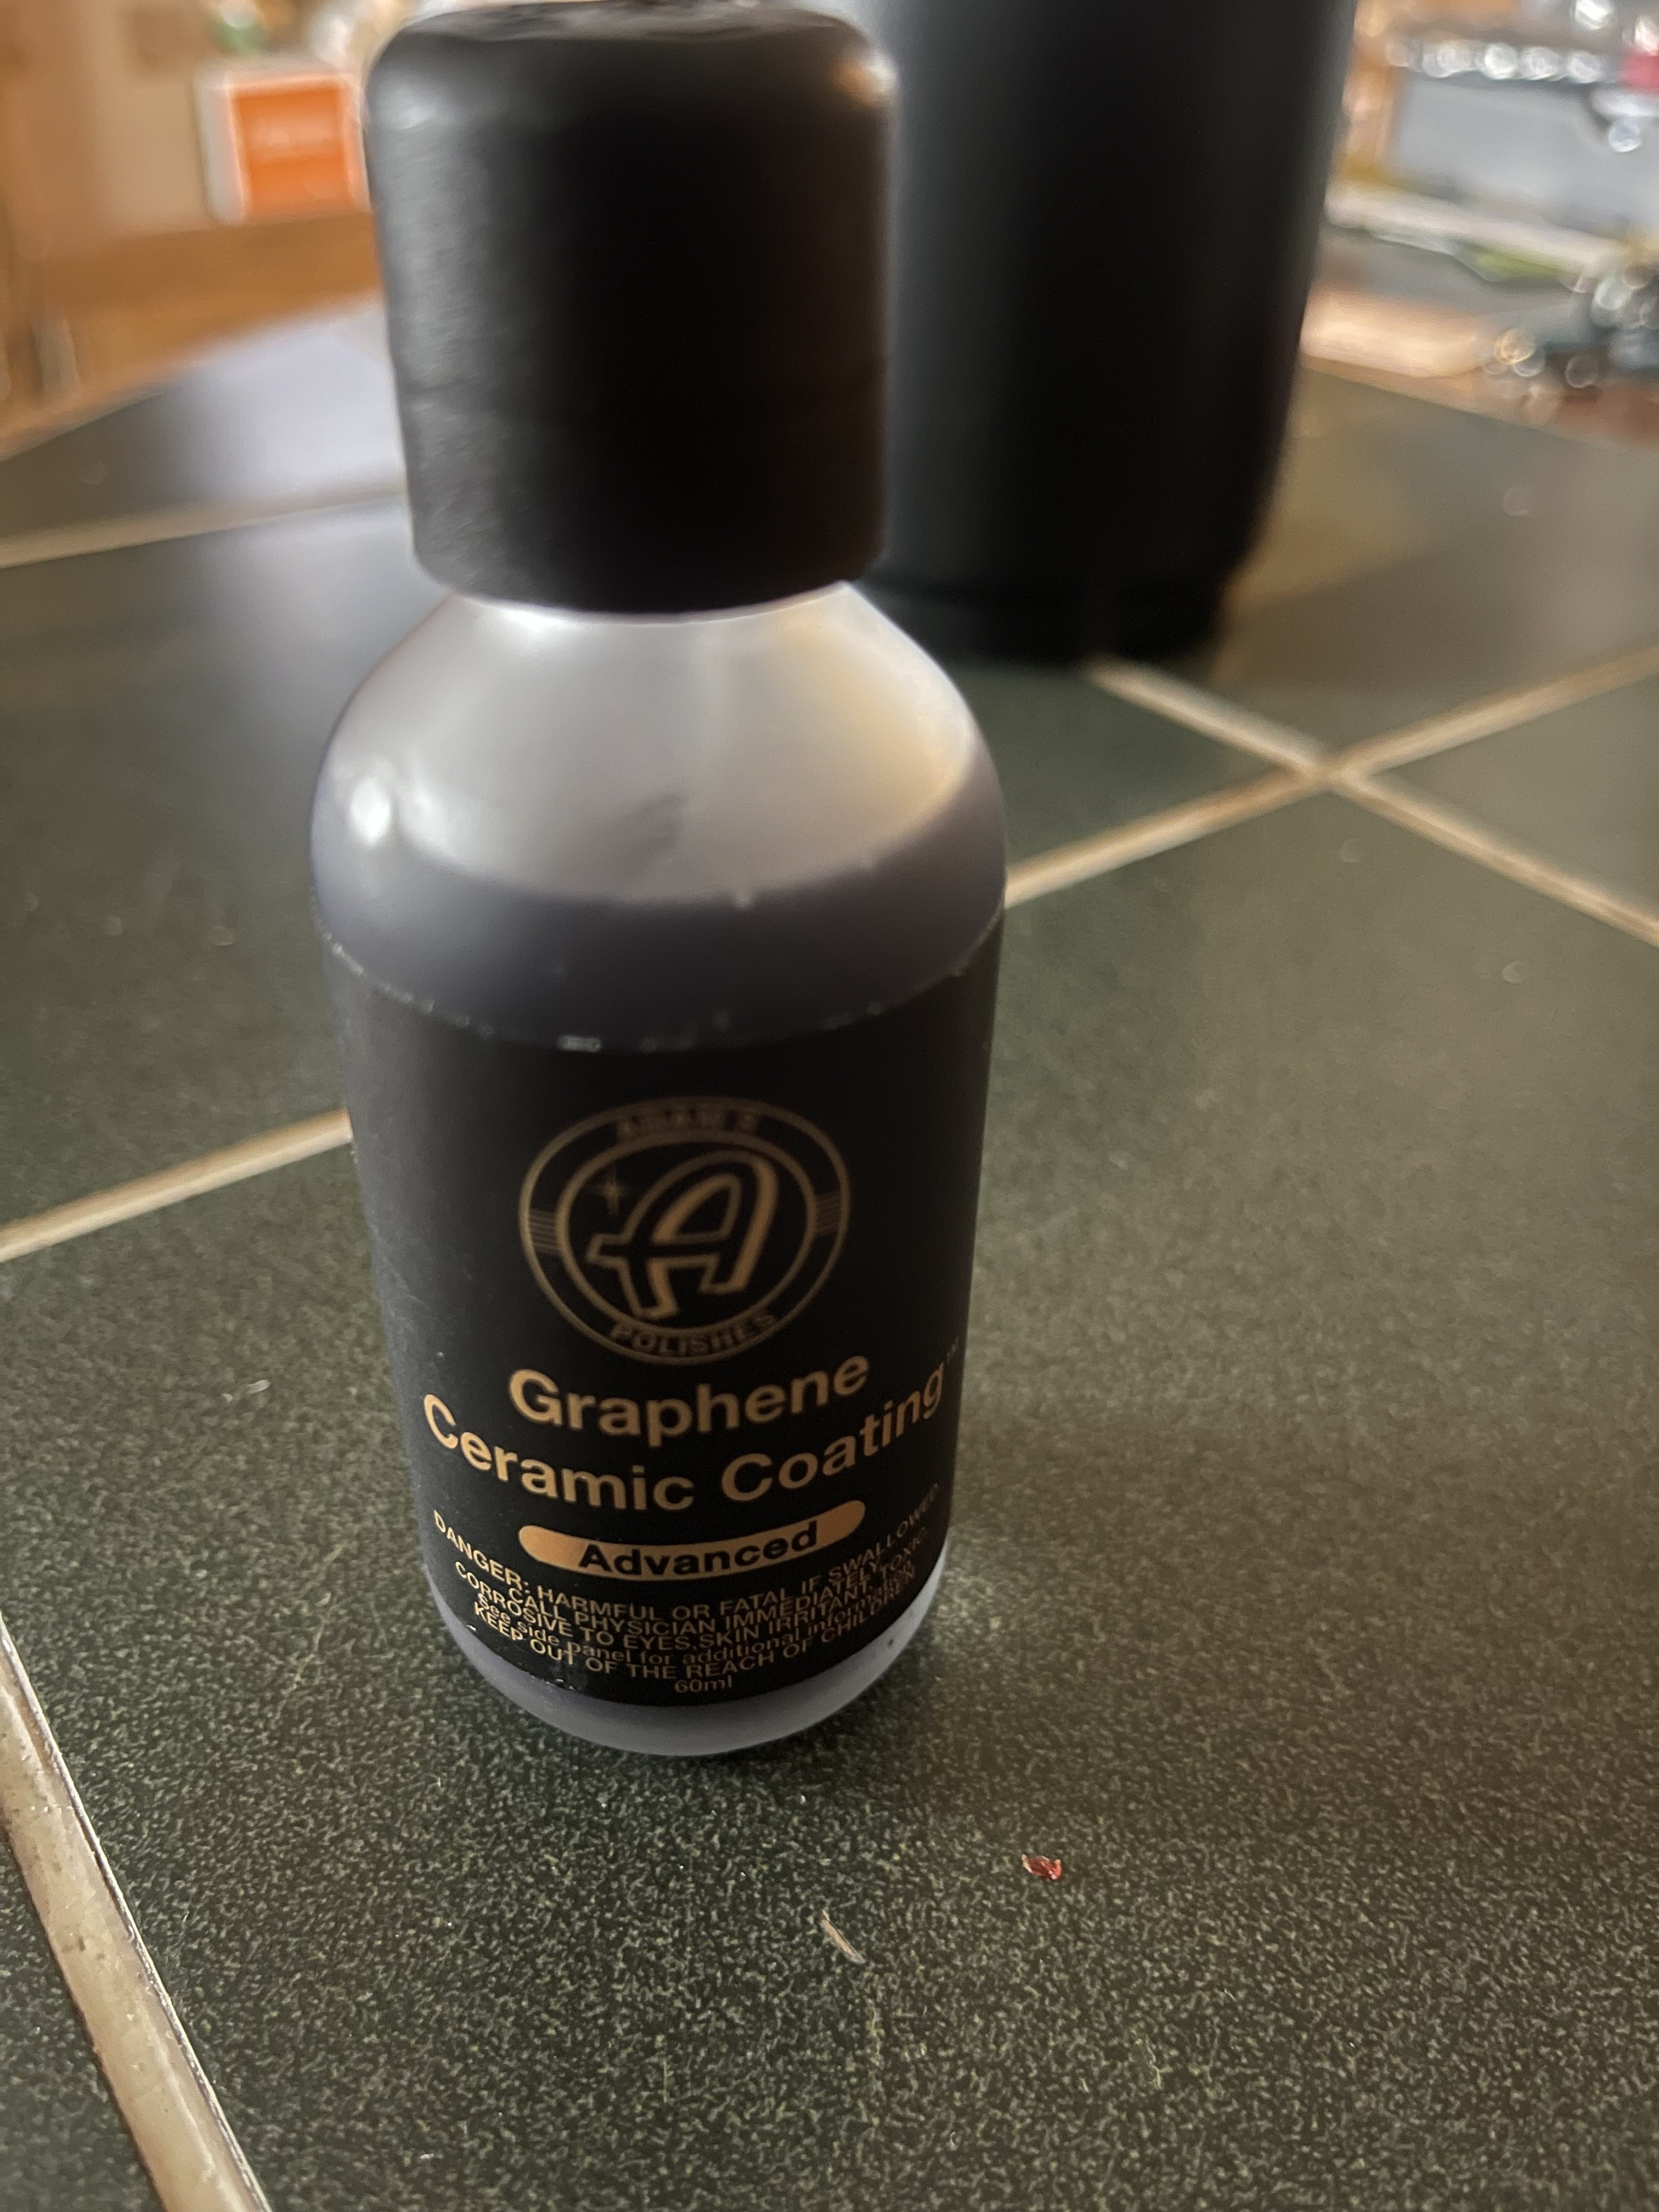 ADAM'S
A
POLISHES
Graphene
Ceramic Coating™
Advanced
DANGER: HARMFUL OR FATAL IF SWALLOWED.
CALL PHYSICIAN IMMEDIATELY. TOXIC.
CORROSIVE TO EYES. SKIN IRRITANT.
See side panel for additional information
KEEP OUT OF THE REACH OF CHILDREN
60ml